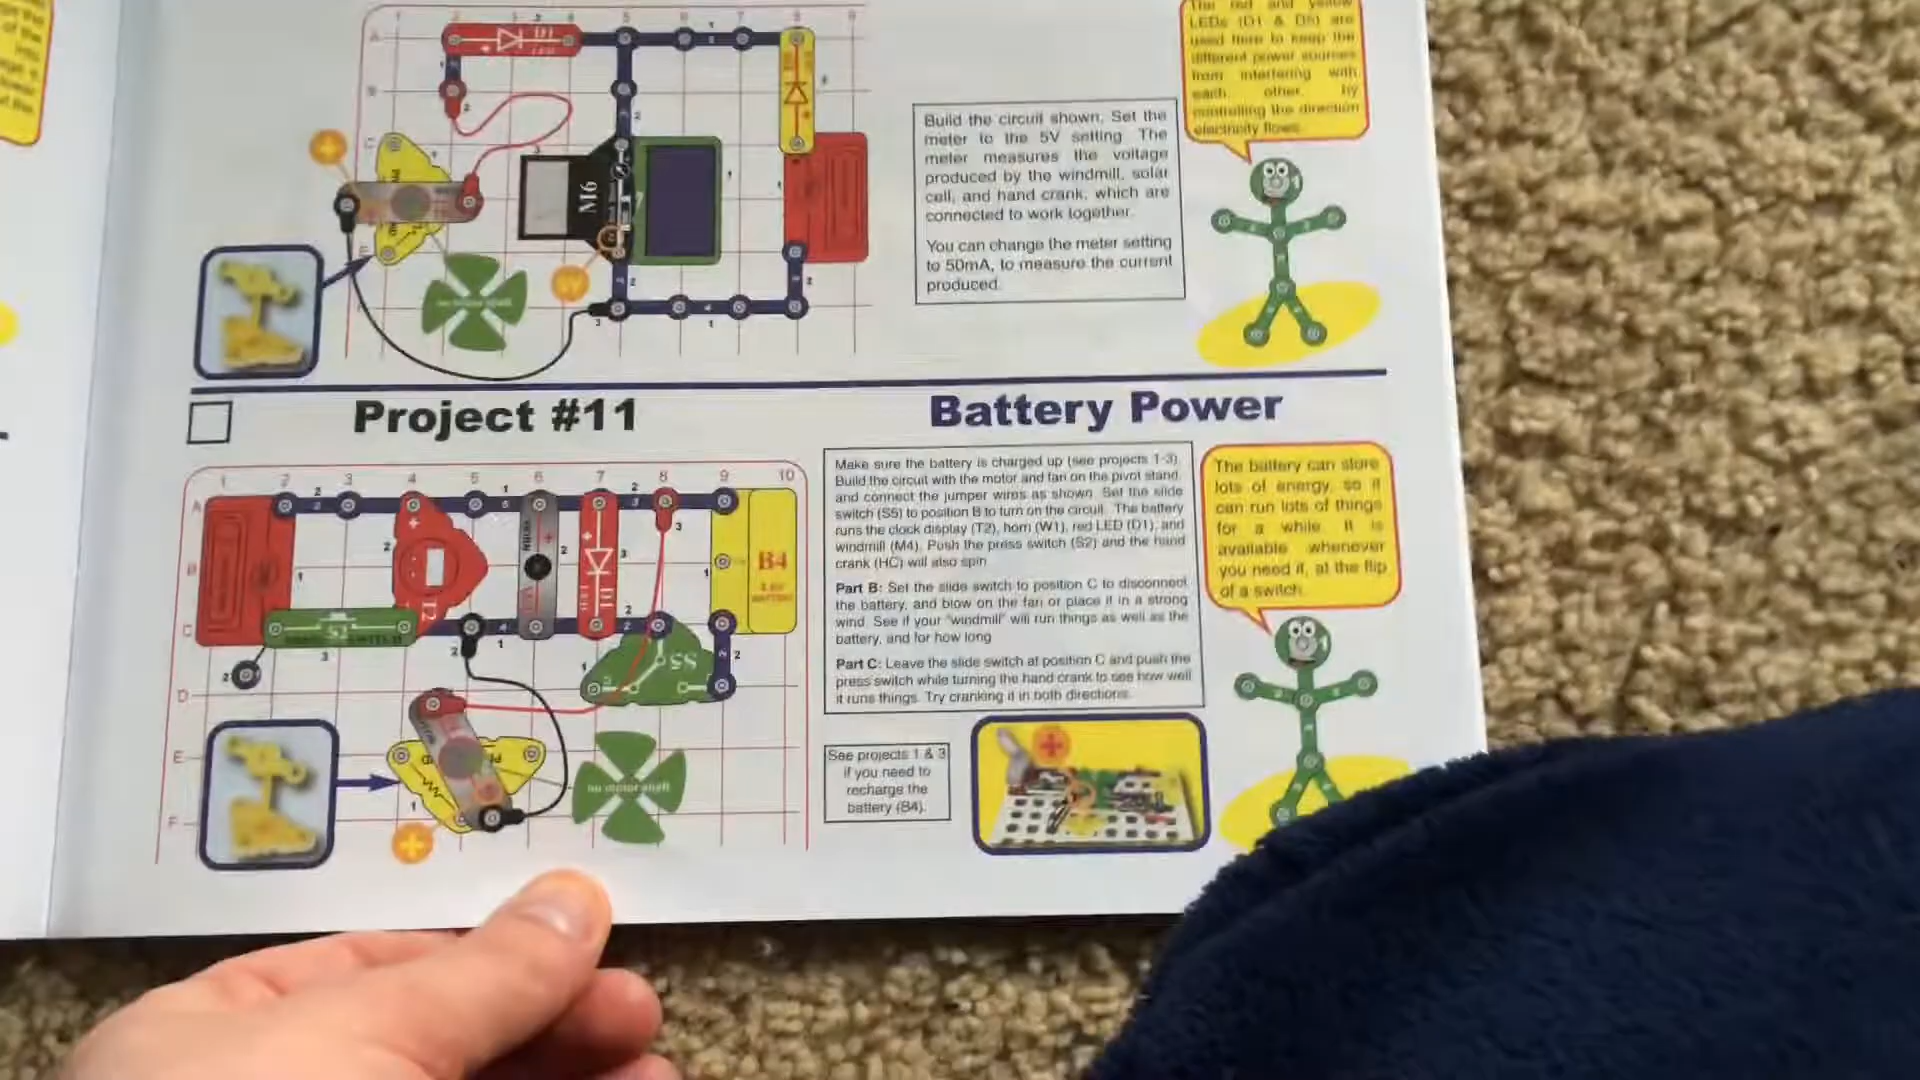 The red and yellow
LEDs (D1 & D5) are
used here to keep the
different power sources
from interfering with
each other, by
controlling the direction
electricity flows.
Build the circuit shown. Set the
meter to the 5V setting. The
meter measures the voltage
produced by the windmill, solar
cell, and hand crank, which are
connected to work together.
You can change the meter setting
to 50mA, to measure the current
produced.
M6
Project #11
Battery Power
1 2 3 4 5 6 7 8 9 10
A
B
C
D
E
F
T2
D1
B4
S5
Make sure the battery is charged up (see projects 1-3).
Build the circuit with the motor and fan on the pivot stand,
and connect the jumper wires as shown. Set the slide
switch (S5) to position B to turn on the circuit. The battery
runs the clock display (T2), horn (W1), red LED (D1), and
windmill (M4). Push the press switch (S2) and the hand
crank (HC) will also spin.
Part B: Set the slide switch to position C to disconnect
the battery, and blow on the fan or place it in a strong
wind. See if your "windmill" will run things as well as the
battery, and for how long.
Part C: Leave the slide switch at position C and push the
press switch while turning the hand crank to see how well
it runs things. Try cranking it in both directions.
The battery can store
lots of energy, so it
can run lots of things
for a while. It is
available whenever
you need it, at the flip
of a switch.
See projects 1 & 3
if you need to
recharge the
battery (B4).
on motor shaft